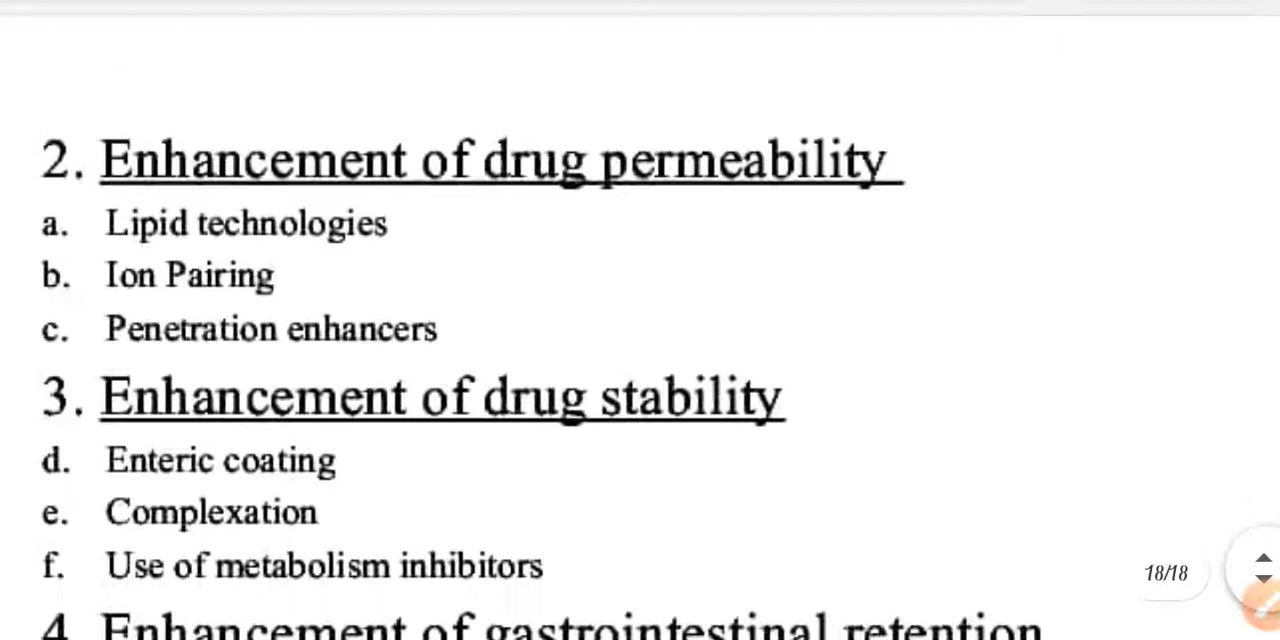 2. Enhancement of drug permeability
a. Lipid technologies
b. Ion Pairing
c. Penetration enhancers
3. Enhancement of drug stability
d. Enteric coating
e. Complexation
f. Use of metabolism inhibitors
18/18
4. Enhancement of gastrointestinal retention